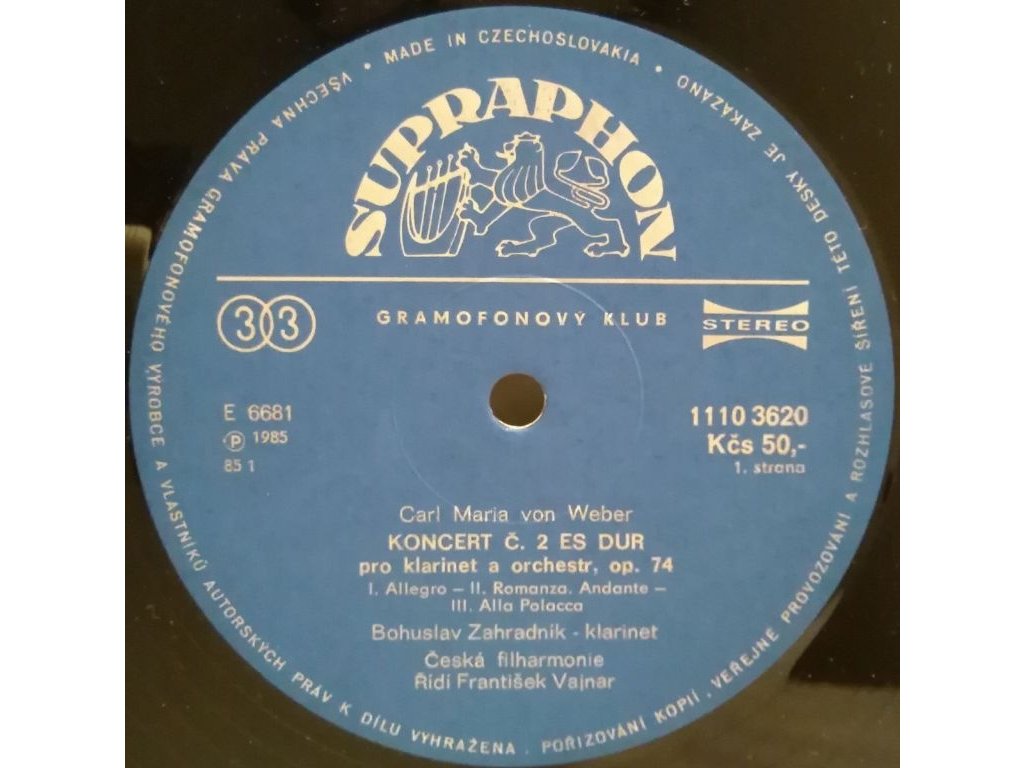 VŠECHNA PRÁVA GRAMOFONOVÉHO VÝROBCE A VLASTNÍKŮ AUTORSKÝCH PRÁV K DÍLU VYHRAŽENA . POŘIZOVÁNÍ KOPIÍ , VEŘEJNÉ PROVOZOVÁNÍ A ROZHLASOVÉ ŠÍŘENÍ TÉTO DESKY JE ZAKÁZÁNO
• MADE IN CZECHOSLOVAKIA •
SUPRAPHON
33
GRAMOFONOVÝ KLUB
STEREO
E 6681
Ⓟ 1985
85 1
1110 3620
Kčs 50,-
1. strana
Carl Maria von Weber
KONCERT Č. 2 ES DUR
pro klarinet a orchestr, op. 74
I. Allegro – II. Romanza. Andante –
III. Alla Polacca
Bohuslav Zahradník - klarinet
Česká filharmonie
Řídí František Vajnar